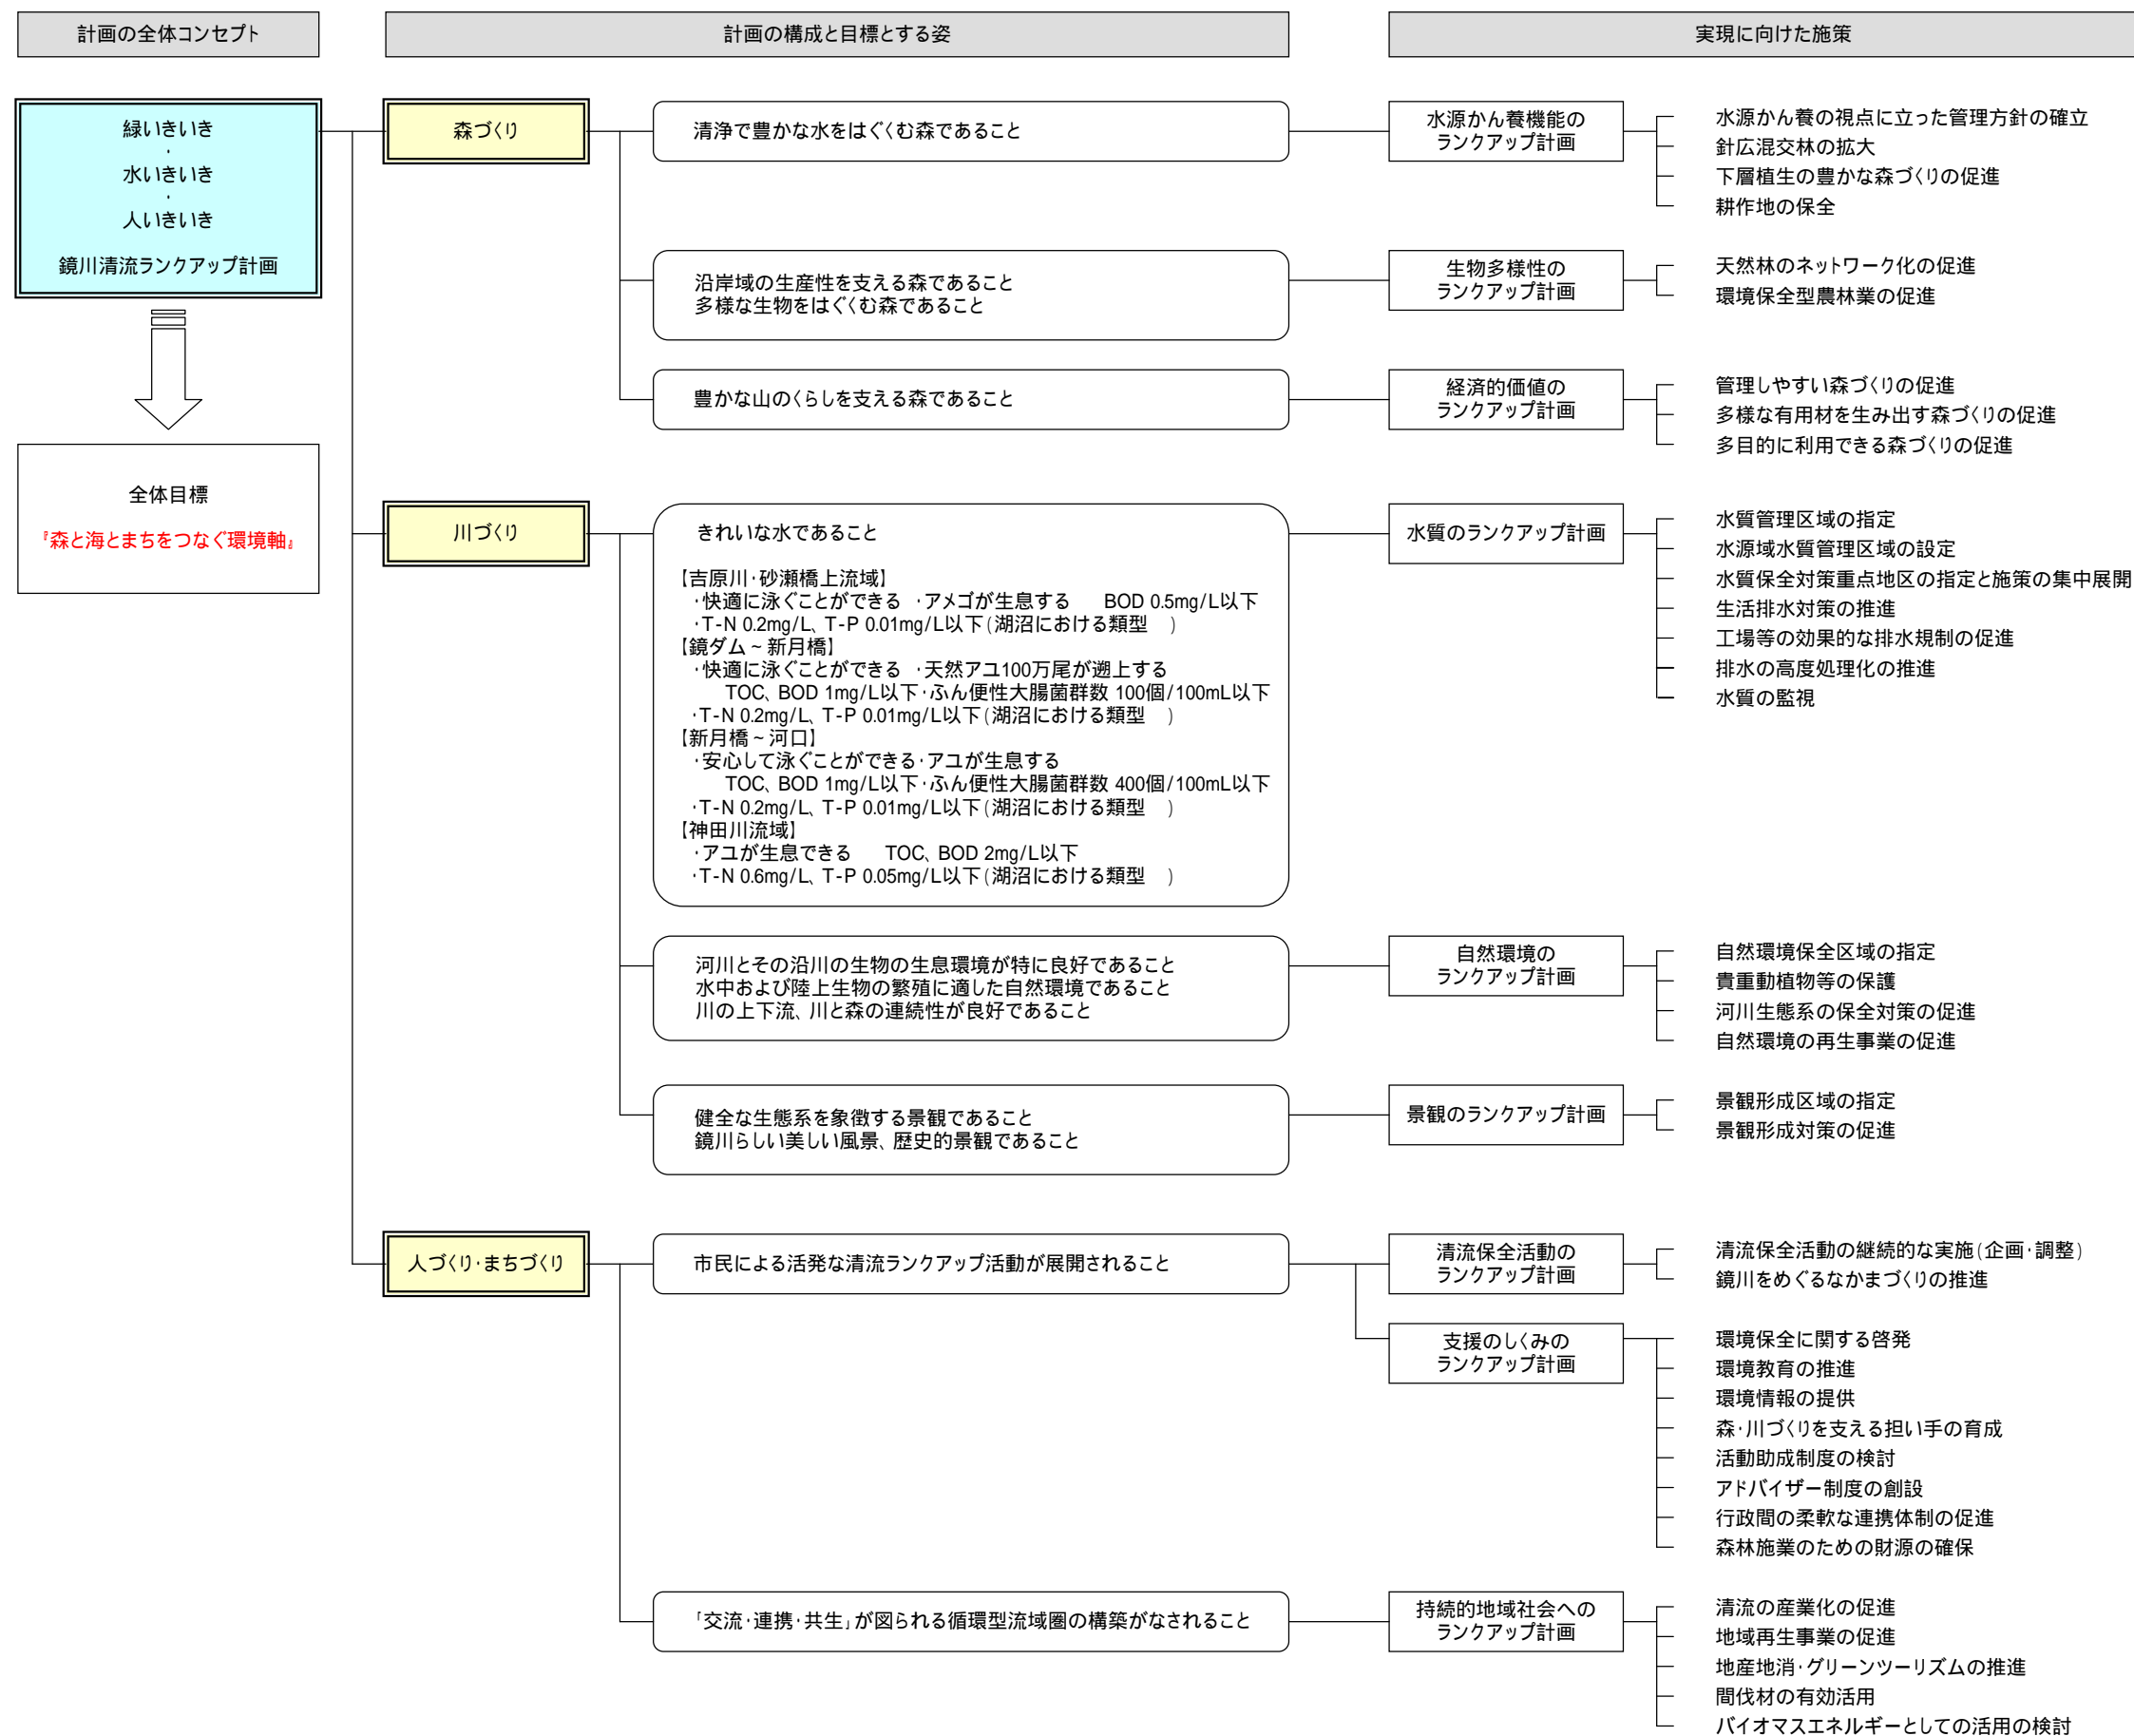 計画の全体コンセプト
計画の構成と目標とする姿
実現に向けた施策
緑いきいき
・
水いきいき
・
人いきいき
鏡川清流ランクアップ計画
全体目標
『森と海とまちをつなぐ環境軸』
森づくり
清浄で豊かな水をはぐくむ森であること
水源かん養機能の
ランクアップ計画
水源かん養の視点に立った管理方針の確立
針広混交林の拡大
下層植生の豊かな森づくりの促進
耕作地の保全
沿岸域の生産性を支える森であること
多様な生物をはぐくむ森であること
生物多様性の
ランクアップ計画
天然林のネットワーク化の促進
環境保全型農林業の促進
豊かな山のくらしを支える森であること
経済的価値の
ランクアップ計画
管理しやすい森づくりの促進
多様な有用材を生み出す森づくりの促進
多目的に利用できる森づくりの促進
川づくり
きれいな水であること
【吉原川・砂瀬橋上流域】
・快適に泳ぐことができる ・アメゴが生息する BOD 0.5mg/L以下
・T-N 0.2mg/L、T-P 0.01mg/L以下（湖沼における類型 ）
【鏡ダム～新月橋】
・快適に泳ぐことができる ・天然アユ100万尾が遡上する
TOC、BOD 1mg/L以下・ふん便性大腸菌群数 100個/100mL以下
・T-N 0.2mg/L、T-P 0.01mg/L以下（湖沼における類型 ）
【新月橋～河口】
・安心して泳ぐことができる・アユが生息する
TOC、BOD 1mg/L以下・ふん便性大腸菌群数 400個/100mL以下
・T-N 0.2mg/L、T-P 0.01mg/L以下（湖沼における類型 ）
【神田川流域】
・アユが生息できる TOC、BOD 2mg/L以下
・T-N 0.6mg/L、T-P 0.05mg/L以下（湖沼における類型 ）
水質のランクアップ計画
水質管理区域の指定
水源域水質管理区域の設定
水質保全対策重点地区の指定と施策の集中展開
生活排水対策の推進
工場等の効果的な排水規制の促進
排水の高度処理化の推進
水質の監視
河川とその沿川の生物の生息環境が特に良好であること
水中および陸上生物の繁殖に適した自然環境であること
川の上下流、川と森の連続性が良好であること
自然環境の
ランクアップ計画
自然環境保全区域の指定
貴重動植物等の保護
河川生態系の保全対策の促進
自然環境の再生事業の促進
健全な生態系を象徴する景観であること
鏡川らしい美しい風景、歴史的景観であること
景観のランクアップ計画
景観形成区域の指定
景観形成対策の促進
人づくり・まちづくり
市民による活発な清流ランクアップ活動が展開されること
清流保全活動の
ランクアップ計画
清流保全活動の継続的な実施（企画・調整）
鏡川をめぐるなかまづくりの推進
支援のしくみの
ランクアップ計画
環境保全に関する啓発
環境教育の推進
環境情報の提供
森・川づくりを支える担い手の育成
活動助成制度の検討
アドバイザー制度の創設
行政間の柔軟な連携体制の促進
森林施業のための財源の確保
「交流・連携・共生」が図られる循環型流域圏の構築がなされること
持続的地域社会への
ランクアップ計画
清流の産業化の促進
地域再生事業の促進
地産地消・グリーンツーリズムの推進
間伐材の有効活用
バイオマスエネルギーとしての活用の検討